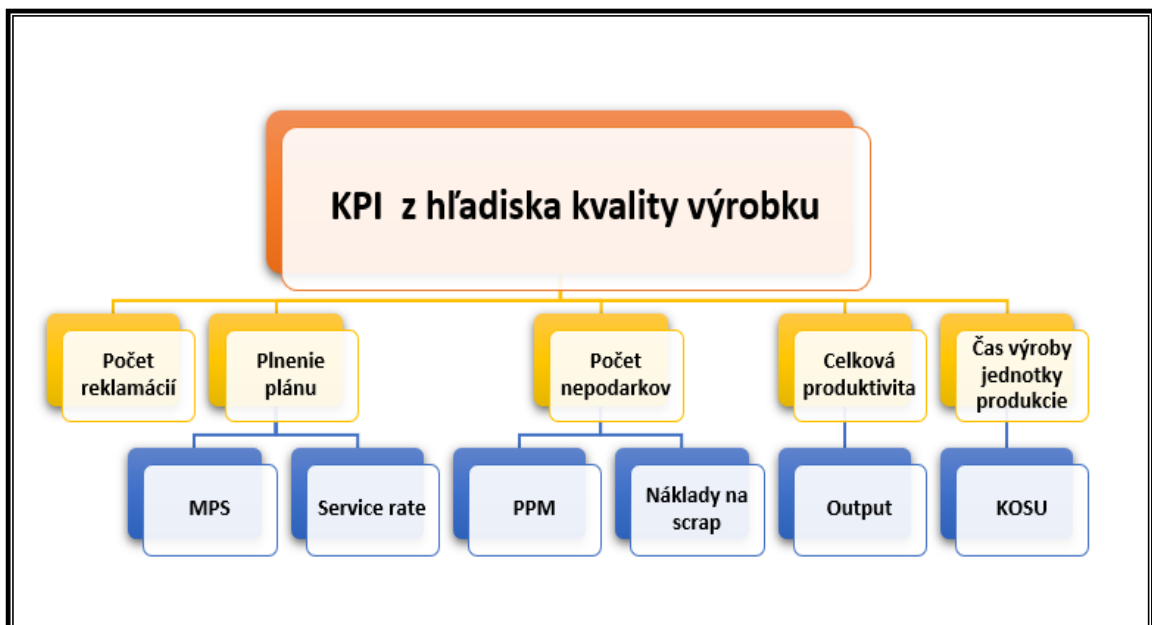 KPI z hľadiska kvality výrobku
Počet
reklamácií
Plnenie
plánu
Počet
nepodarkov
Celková
produktivita
Čas výroby
jednotky
produkcie
MPS
Service rate
PPM
Náklady na
scrap
Output
KOSU